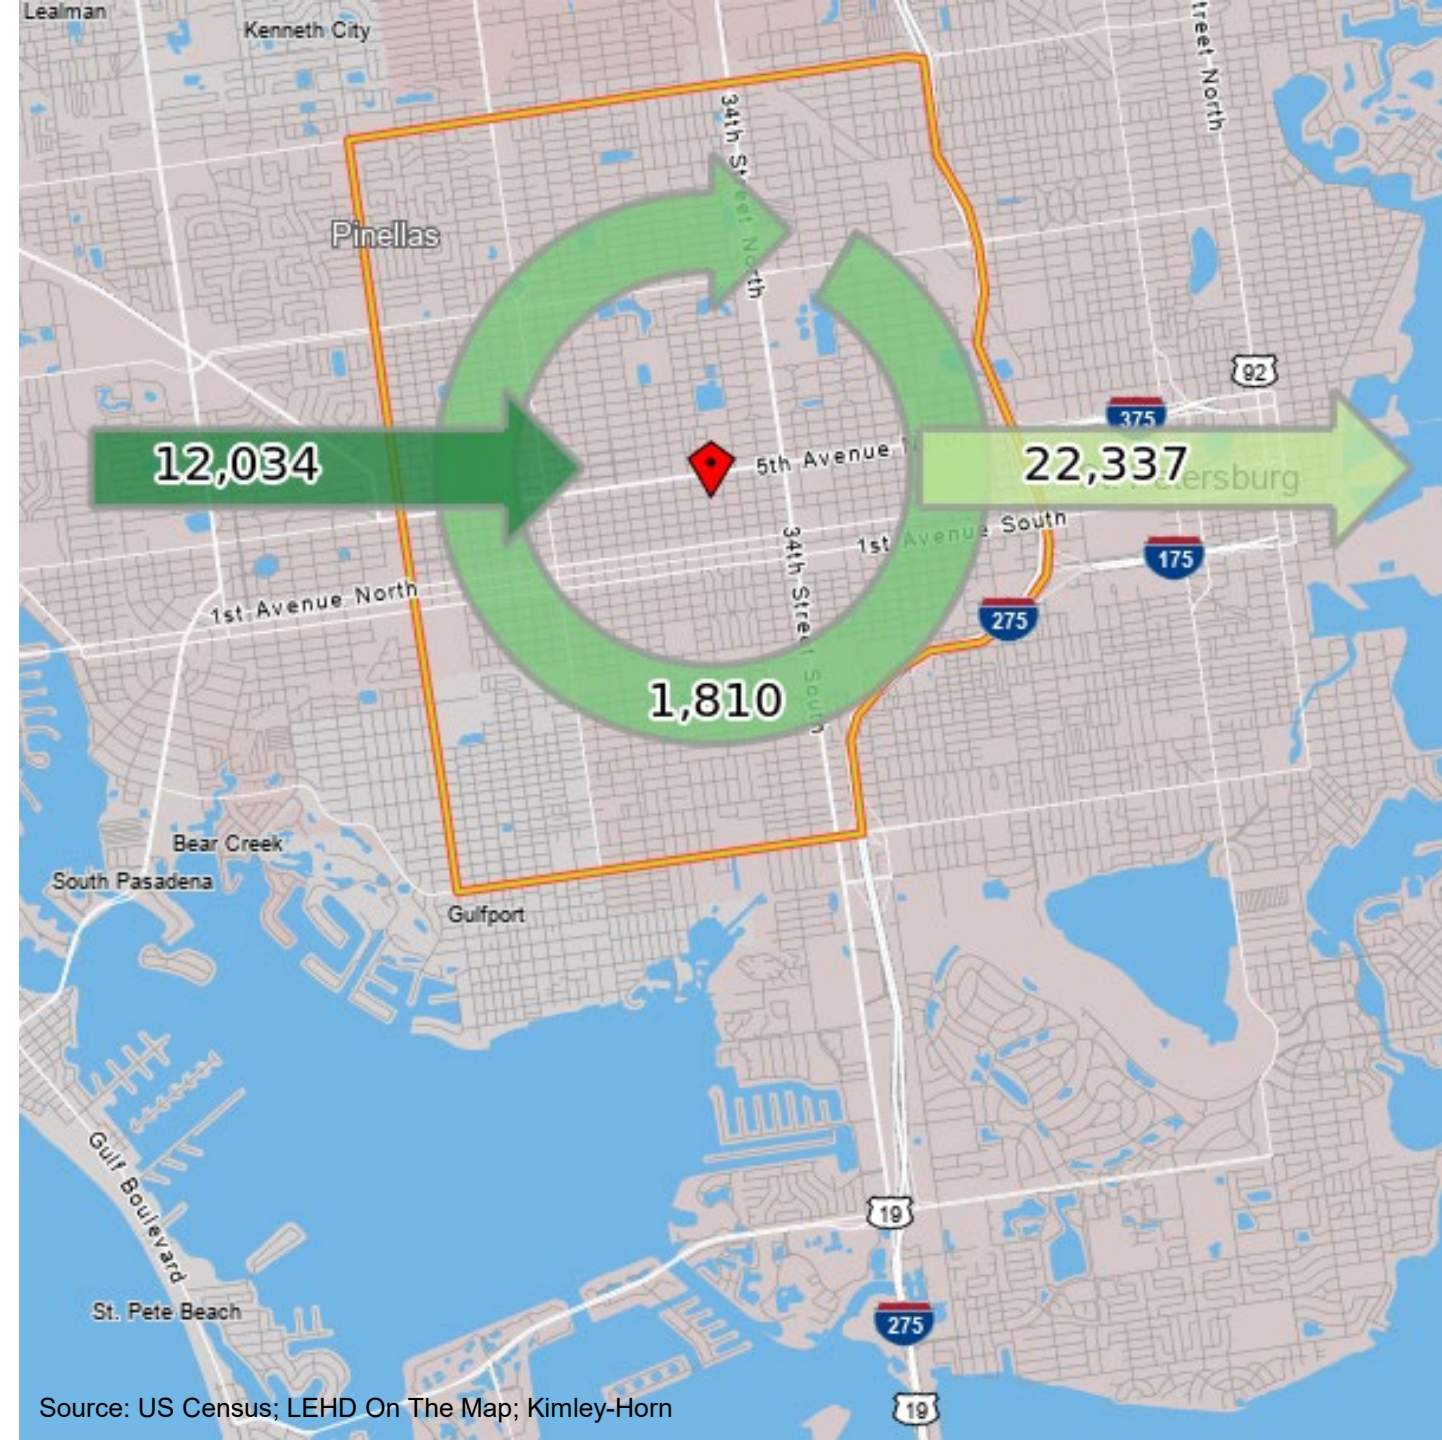 Lealman
Kenneth City
34th Street North
Pinellas
92
375
12,034
5th Avenue
22,337
1st Avenue South
34th Street South
175
1st Avenue North
275
1,810
Bear Creek
South Pasadena
Gulfport
Gulf Boulevard
19
St. Pete Beach
275
Source: US Census; LEHD On The Map; Kimley-Horn
19